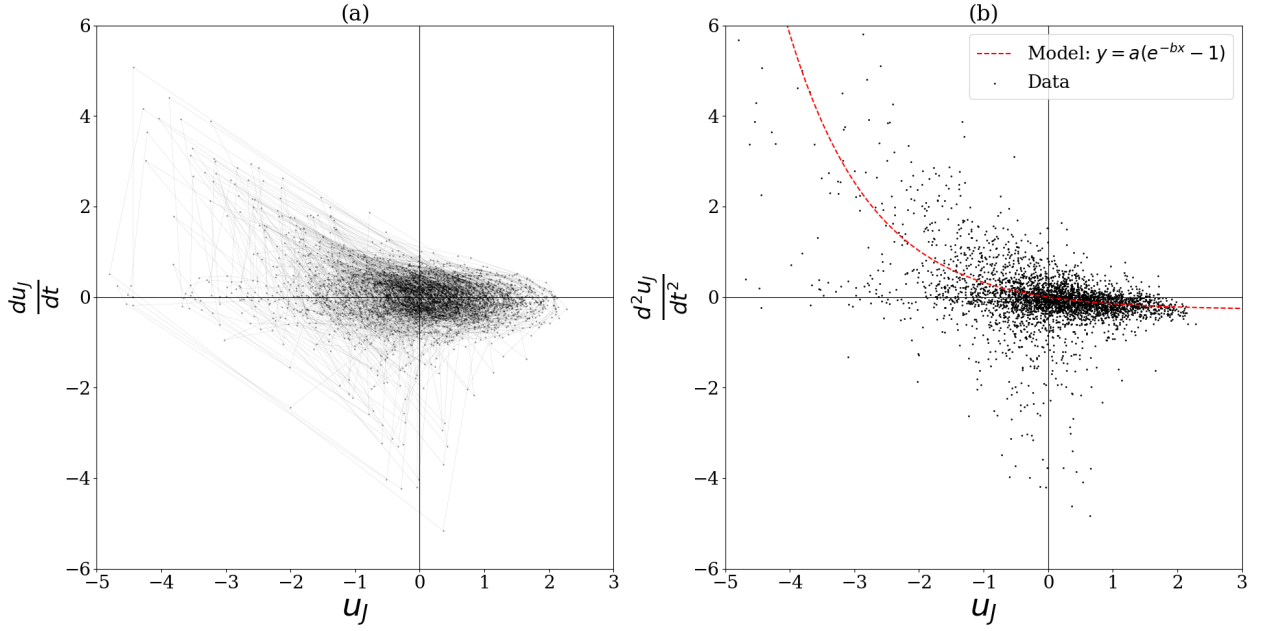 (a)
6
4
2
0
−2
−4
−6
−5 −4 −3 −2 −1 0 1 2 3
du_J/dt
u_J
(b)
Model: y = a(e^{−bx} − 1)
Data
6
4
2
0
−2
−4
−6
−5 −4 −3 −2 −1 0 1 2 3
d²u_J/dt²
u_J